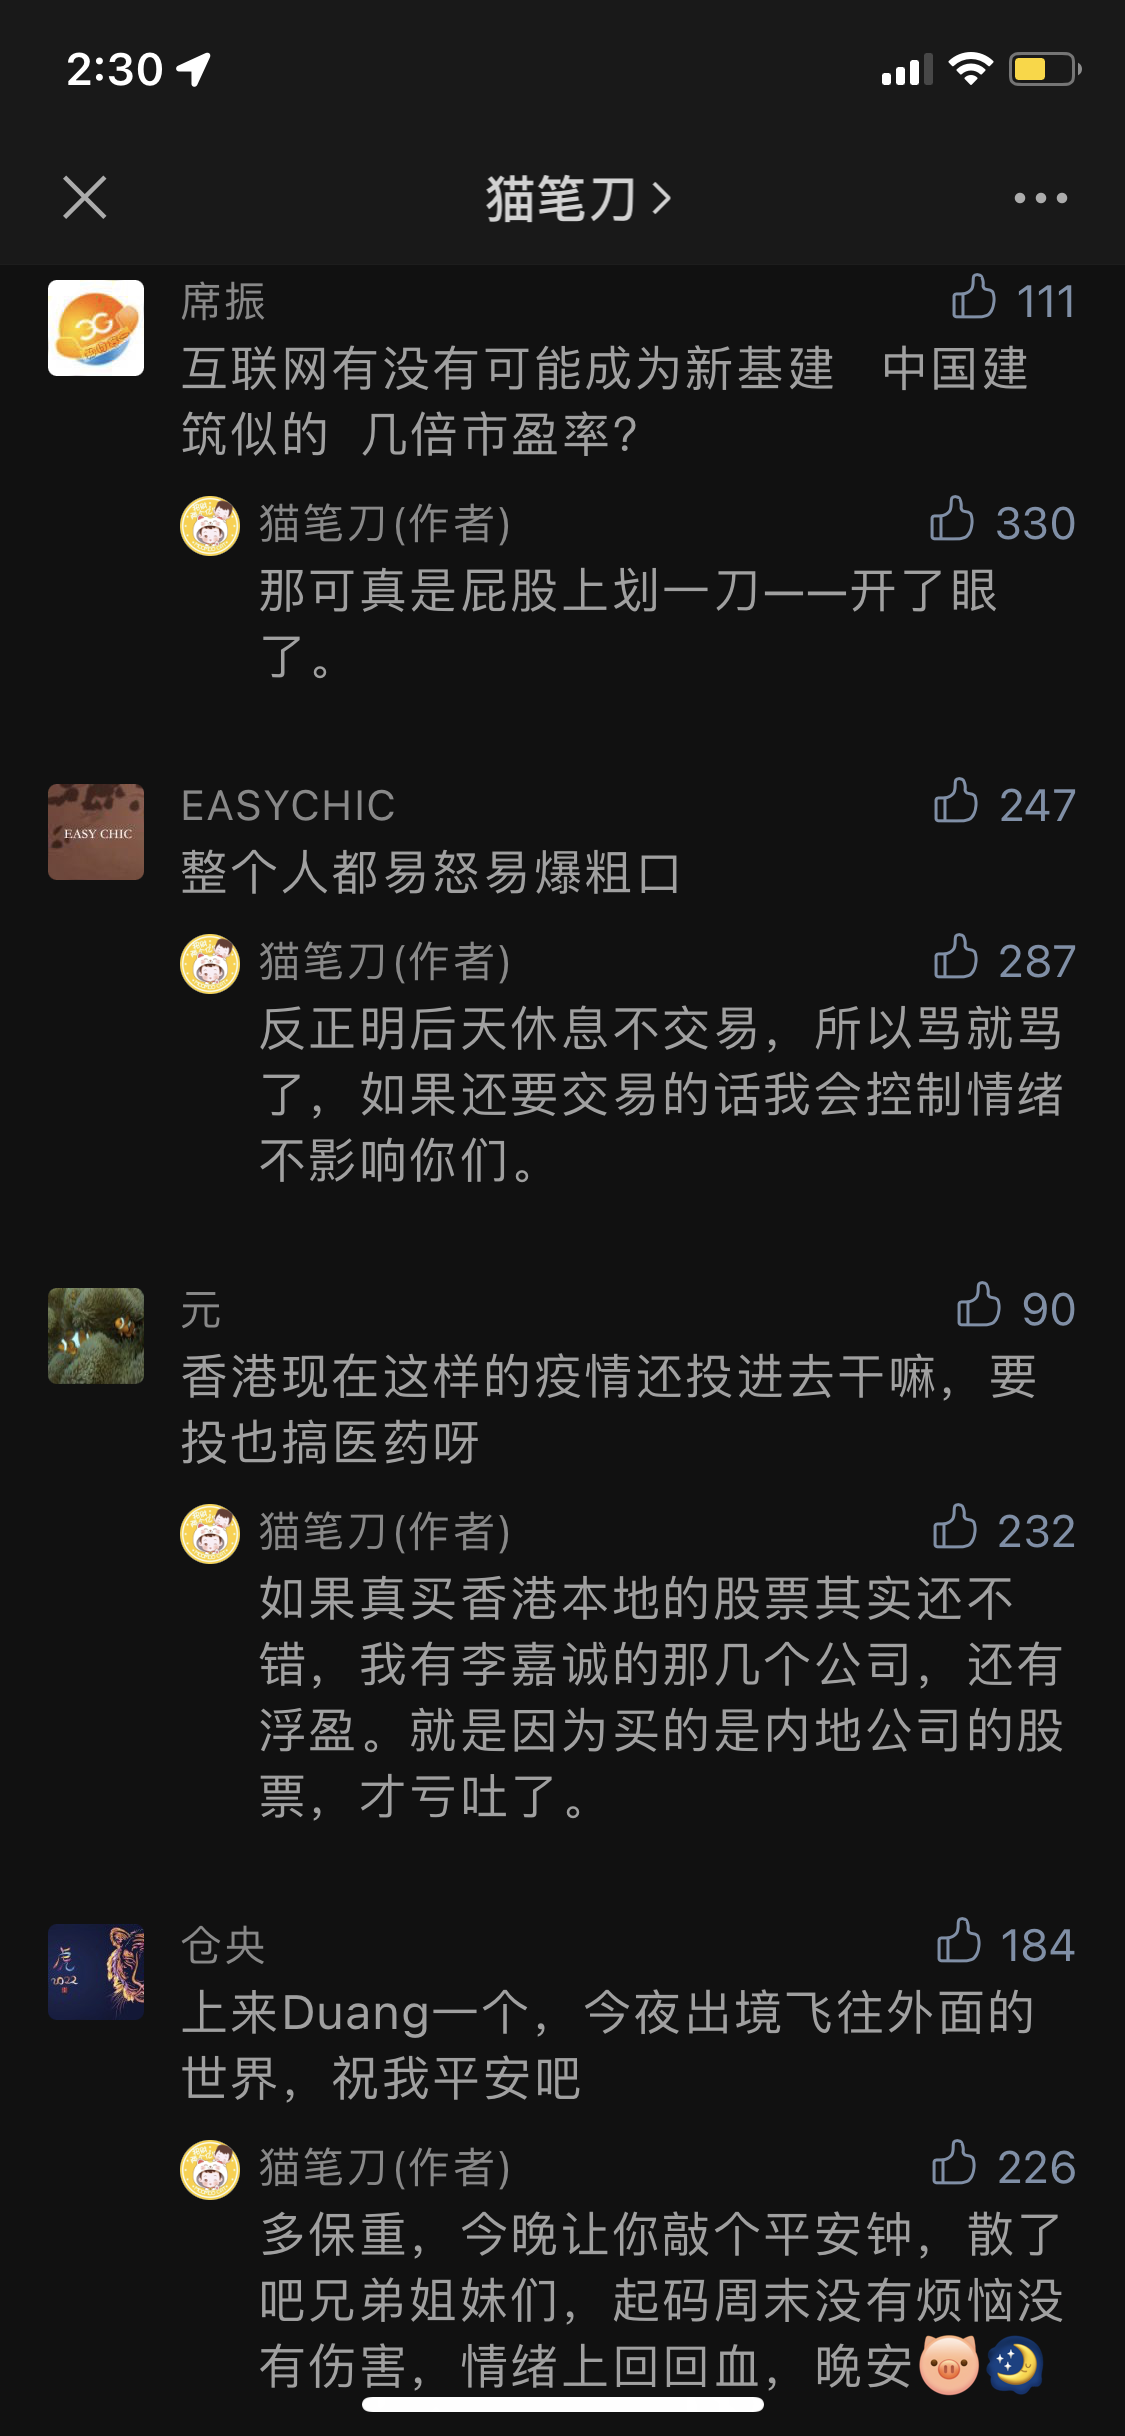 2:30
猫笔刀
席振 111
互联网有没有可能成为新基建 中国建
筑似的 几倍市盈率?
猫笔刀(作者) 330
那可真是屁股上划一刀——开了眼
了。
EASY CHIC
EASYCHIC 247
整个人都易怒易爆粗口
猫笔刀(作者) 287
反正明后天休息不交易，所以骂就骂
了，如果还要交易的话我会控制情绪
不影响你们。
元 90
香港现在这样的疫情还投进去干嘛，要
投也搞医药呀
猫笔刀(作者) 232
如果真买香港本地的股票其实还不
错，我有李嘉诚的那几个公司，还有
浮盈。就是因为买的是内地公司的股
票，才亏吐了。
虎
2022
仓央 184
上来Duang一个，今夜出境飞往外面的
世界，祝我平安吧
猫笔刀(作者) 226
多保重，今晚让你敲个平安钟，散了
吧兄弟姐妹们，起码周末没有烦恼没
有伤害，情绪上回回血，晚安🐷🌙